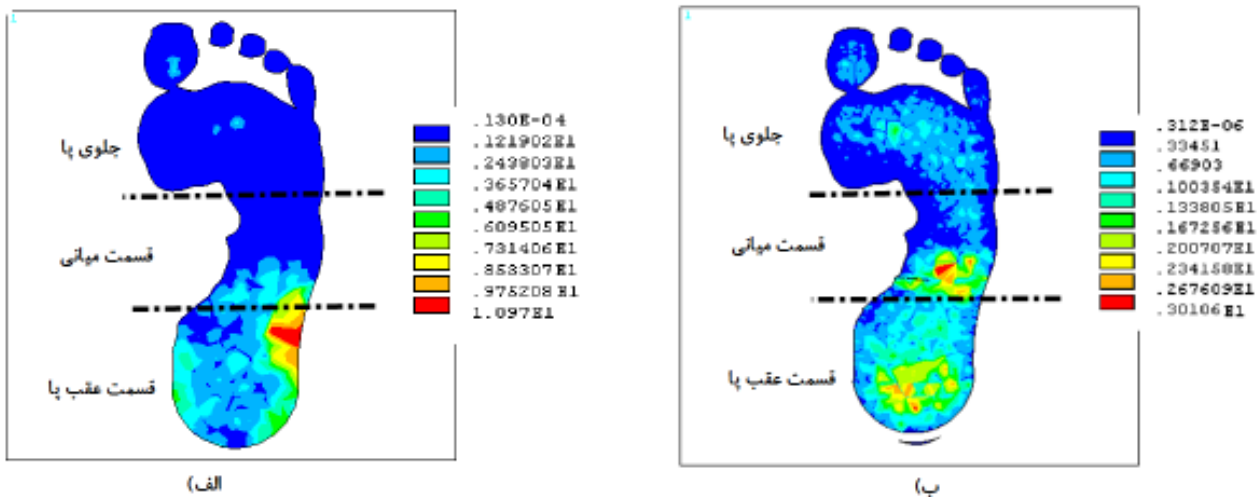 1
جلوی پا
قسمت میانی
قسمت عقب پا
.130E-04
.121902E1
.243803E1
.365704E1
.487605E1
.609505E1
.731406E1
.853307E1
.975208E1
1.097E1
الف)
1
جلوی پا
قسمت میانی
قسمت عقب پا
.312E-06
.33451
.66903
.100354E1
.133805E1
.167256E1
.200707E1
.234158E1
.267609E1
.30106E1
ب)